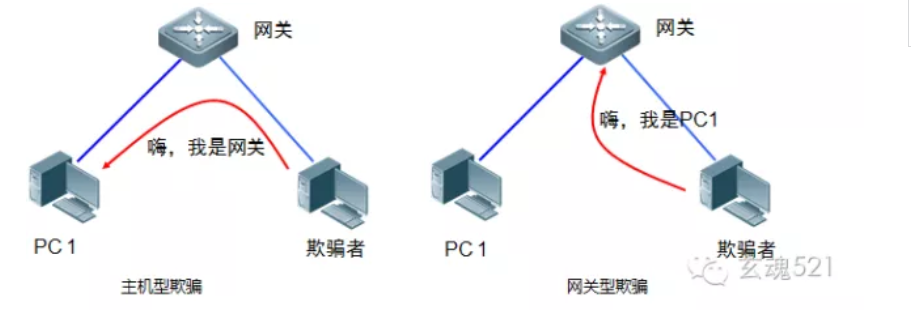 网关
嗨，我是网关
PC 1
欺骗者
主机型欺骗
网关
嗨，我是PC1
PC 1
欺骗者
网关型欺骗
玄魂521